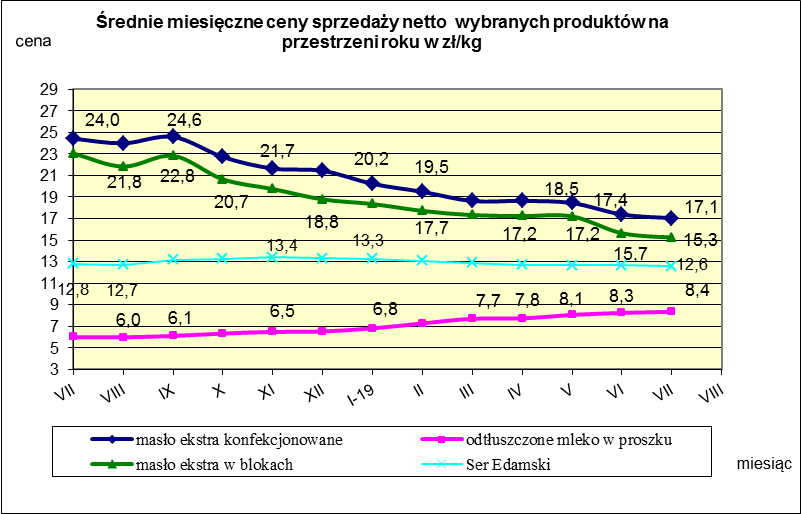 Średnie miesięczne ceny sprzedaży netto wybranych produktów na
przestrzeni roku w zł/kg
cena
29
27
25
23
21
19
17
15
13
11
9
7
5
3
24,0
24,6
21,7
20,2
19,5
18,5
17,4
17,1
21,8
22,8
20,7
18,8
17,7
17,2
17,2
15,7
15,3
12,8
12,7
13,4
13,3
12,6
6,0
6,1
6,5
6,8
7,7
7,8
8,1
8,3
8,4
VII
VIII
IX
X
XI
XII
I-19
II
III
IV
V
VI
VII
VIII
masło ekstra konfekcjonowane
odtłuszczone mleko w proszku
masło ekstra w blokach
Ser Edamski
miesiąc